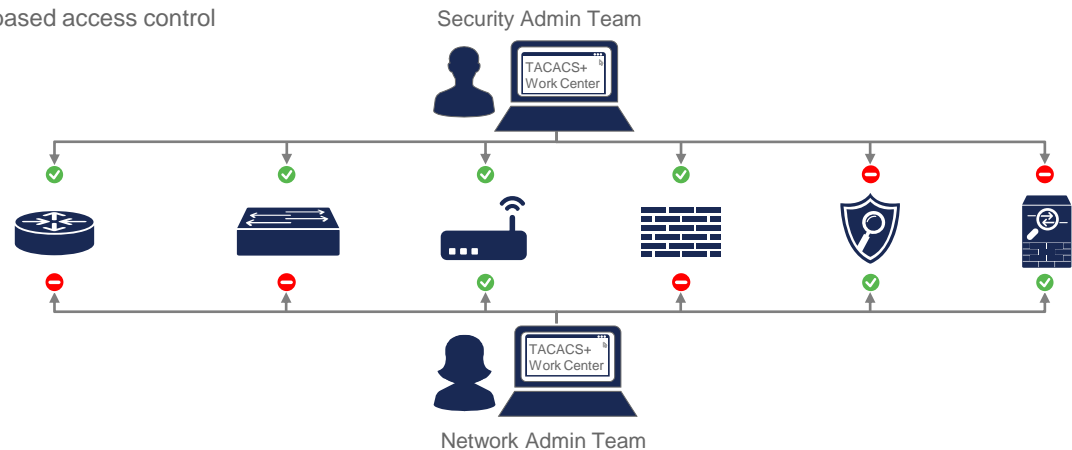 based access control
Security Admin Team
TACACS+
Work Center
TACACS+
Work Center
Network Admin Team